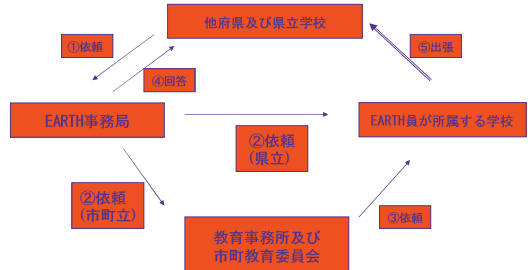 他府県及び県立学校
①依頼
⑤出張
④回答
EARTH事務局
EARTH員が所属する学校
②依頼
(県立)
②依頼
(市町立)
③依頼
教育事務所及び
市町教育委員会